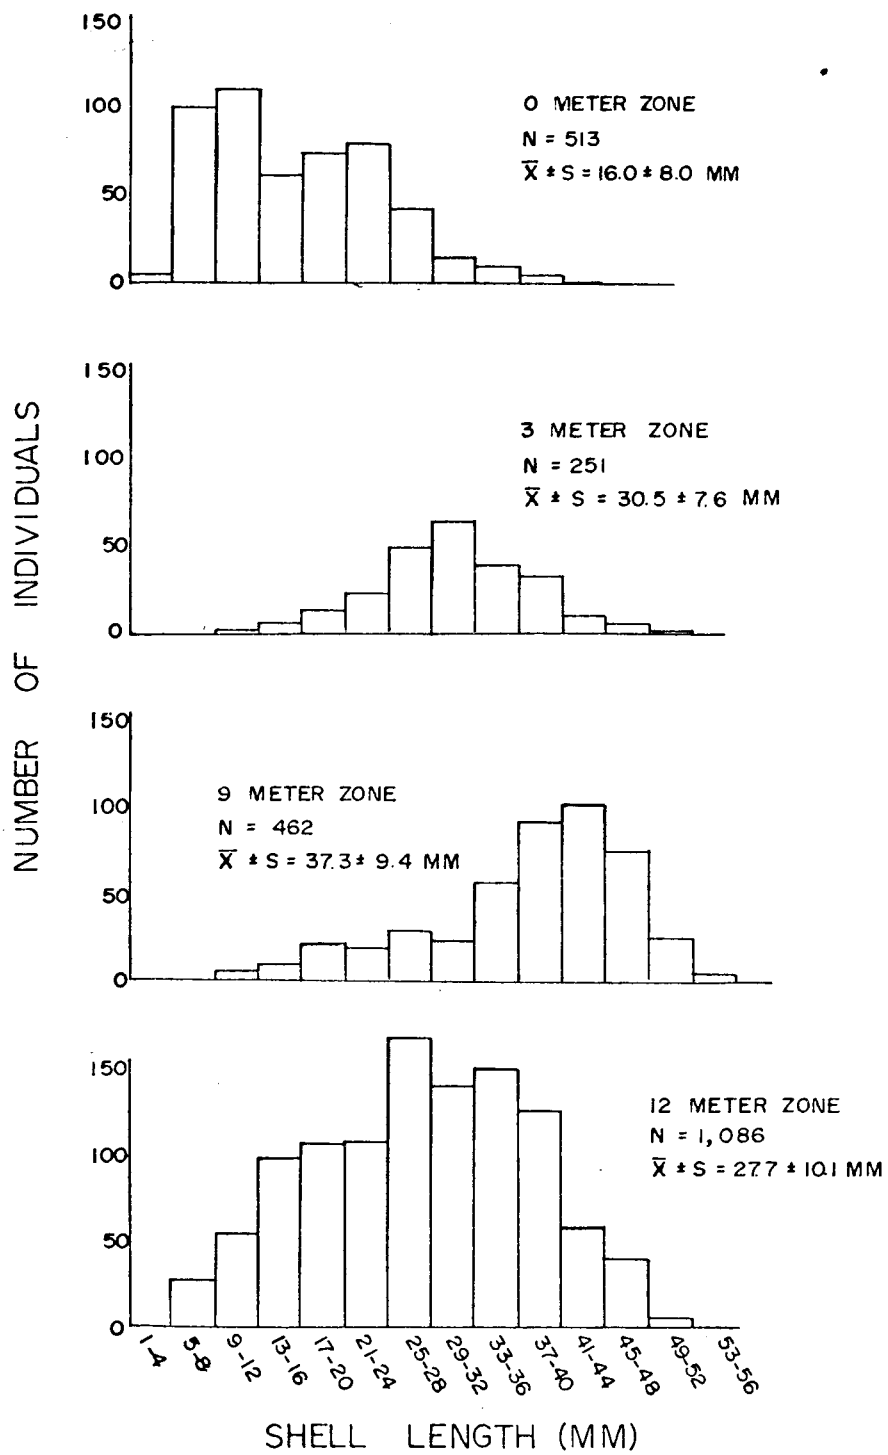 NUMBER OF INDIVIDUALS
150
100
50
0
0 METER ZONE
N = 513
X̄ ± S = 16.0 ± 8.0 MM
150
100
50
0
3 METER ZONE
N = 251
X̄ ± S = 30.5 ± 7.6 MM
150
100
50
0
9 METER ZONE
N = 462
X̄ ± S = 37.3 ± 9.4 MM
150
100
50
0
12 METER ZONE
N = 1,086
X̄ ± S = 27.7 ± 10.1 MM
1-4
5-8
9-12
13-16
17-20
21-24
25-28
29-32
33-36
37-40
41-44
45-48
49-52
53-56
SHELL LENGTH (MM)